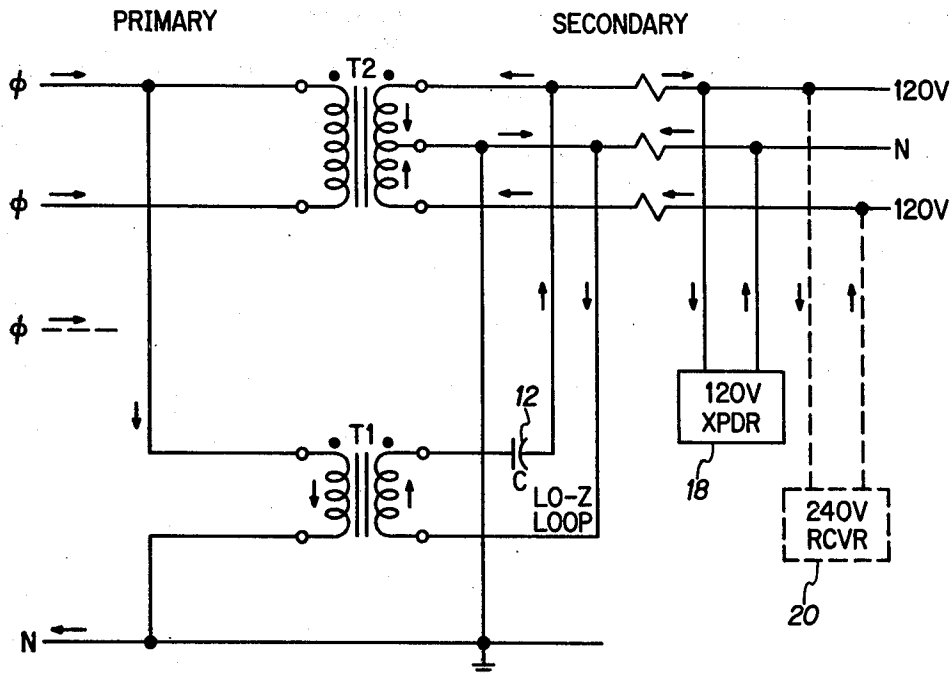 PRIMARY
SECONDARY
ϕ
T2
120V
N
ϕ
120V
ϕ
12
120V
XPDR
T1
C
18
LO-Z
LOOP
240V
RCVR
20
N